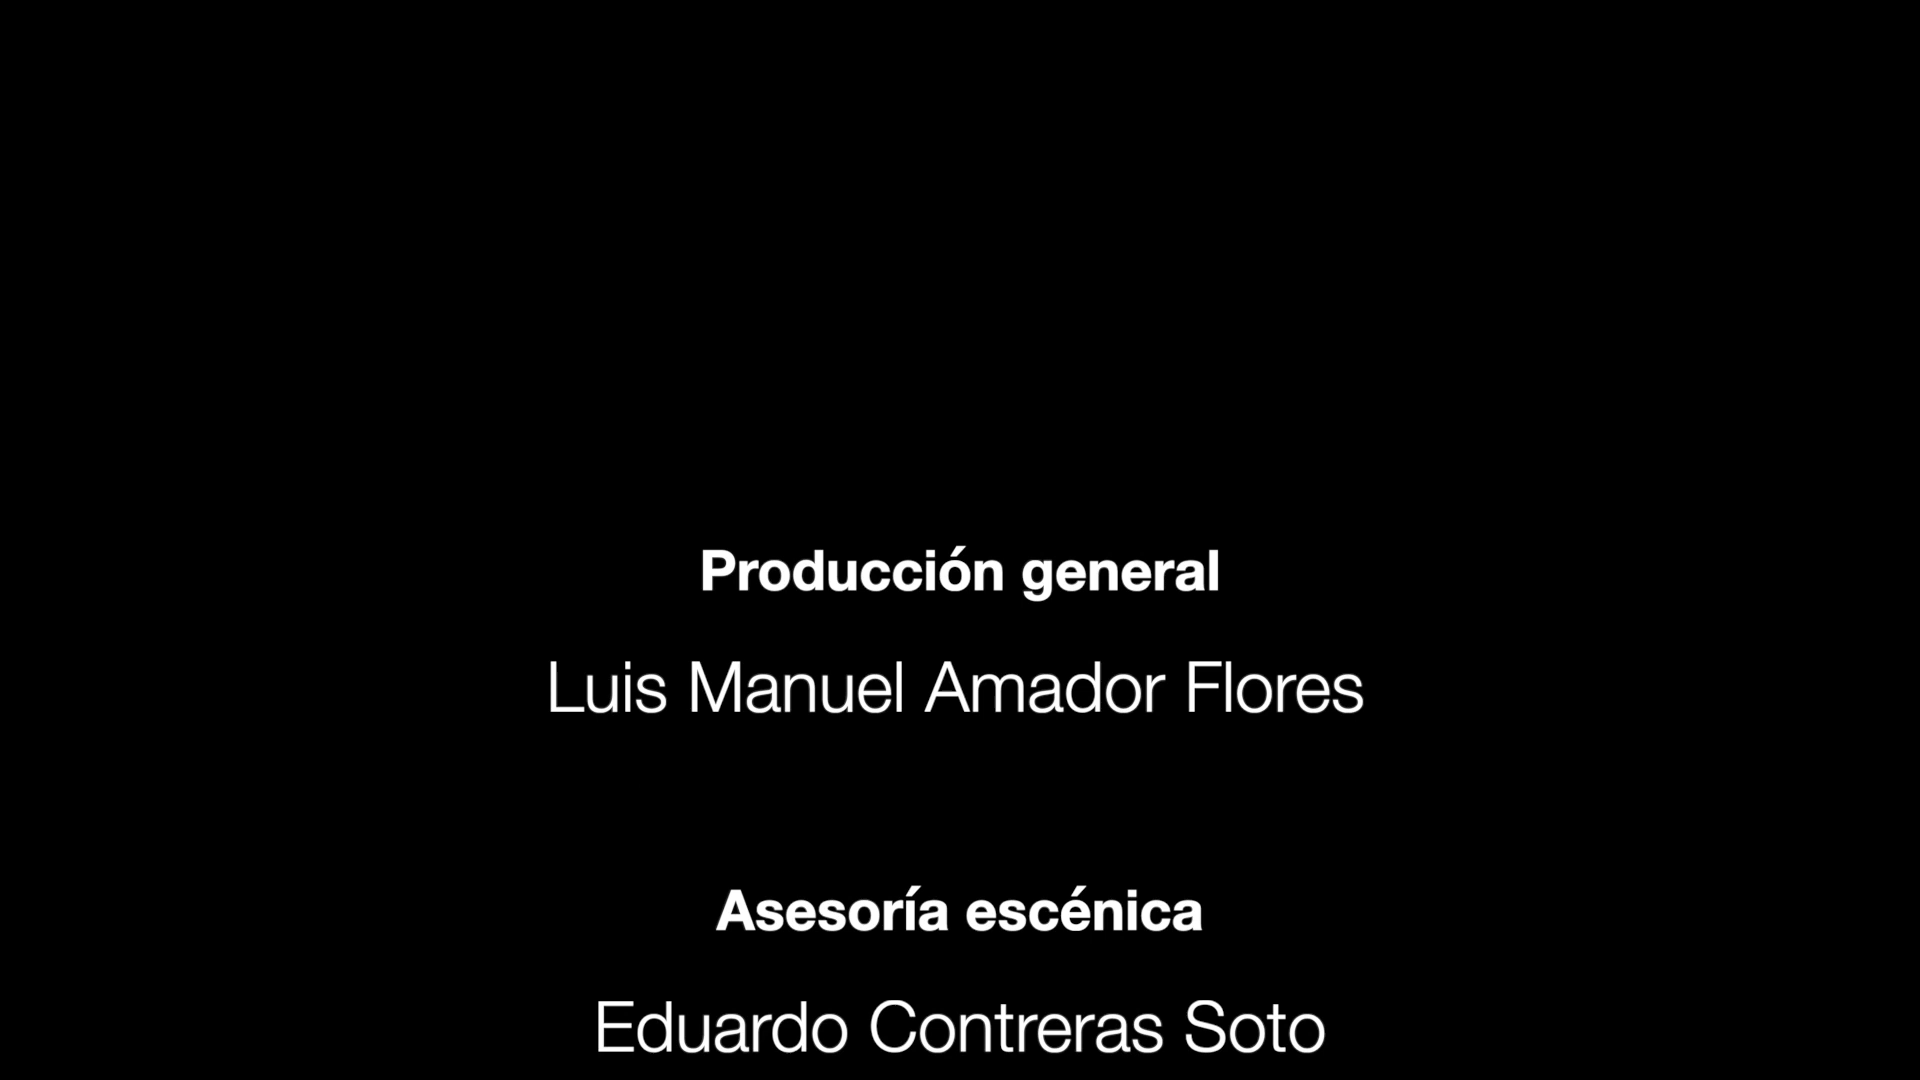 Producción general
Luis Manuel Amador Flores
Asesoría escénica
Eduardo Contreras Soto